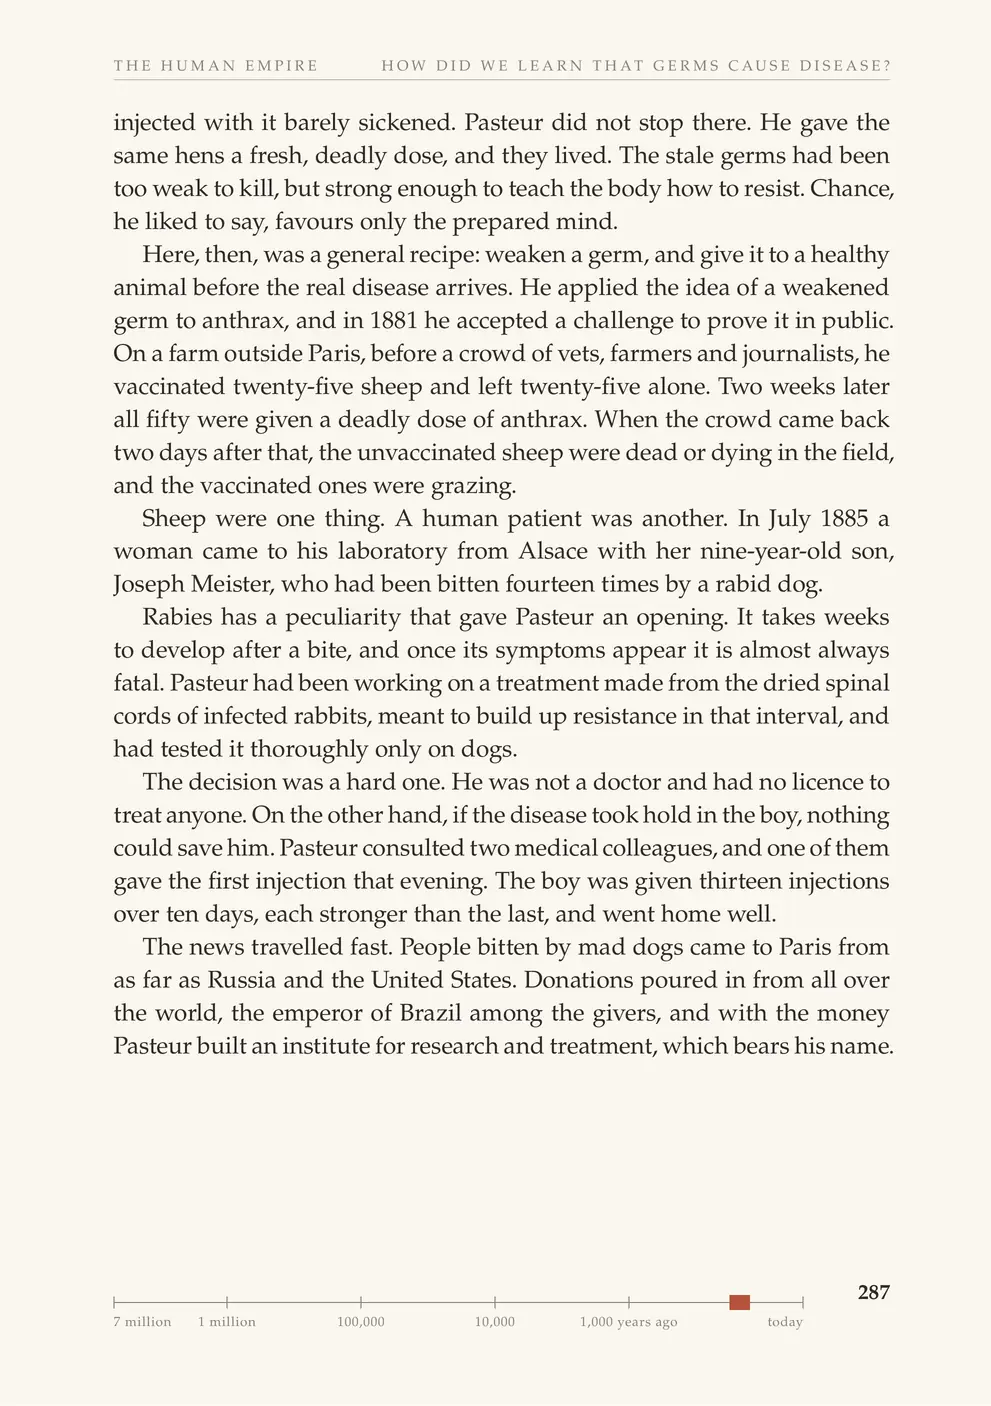 THE HUMAN EMPIRE HOW DID WE LEARN THAT GERMS CAUSE DISEASE?
injected with it barely sickened. Pasteur did not stop there. He gave the
same hens a fresh, deadly dose, and they lived. The stale germs had been
too weak to kill, but strong enough to teach the body how to resist. Chance,
he liked to say, favours only the prepared mind.
Here, then, was a general recipe: weaken a germ, and give it to a healthy
animal before the real disease arrives. He applied the idea of a weakened
germ to anthrax, and in 1881 he accepted a challenge to prove it in public.
On a farm outside Paris, before a crowd of vets, farmers and journalists, he
vaccinated twenty-five sheep and left twenty-five alone. Two weeks later
all fifty were given a deadly dose of anthrax. When the crowd came back
two days after that, the unvaccinated sheep were dead or dying in the field,
and the vaccinated ones were grazing.
Sheep were one thing. A human patient was another. In July 1885 a
woman came to his laboratory from Alsace with her nine-year-old son,
Joseph Meister, who had been bitten fourteen times by a rabid dog.
Rabies has a peculiarity that gave Pasteur an opening. It takes weeks
to develop after a bite, and once its symptoms appear it is almost always
fatal. Pasteur had been working on a treatment made from the dried spinal
cords of infected rabbits, meant to build up resistance in that interval, and
had tested it thoroughly only on dogs.
The decision was a hard one. He was not a doctor and had no licence to
treat anyone. On the other hand, if the disease took hold in the boy, nothing
could save him. Pasteur consulted two medical colleagues, and one of them
gave the first injection that evening. The boy was given thirteen injections
over ten days, each stronger than the last, and went home well.
The news travelled fast. People bitten by mad dogs came to Paris from
as far as Russia and the United States. Donations poured in from all over
the world, the emperor of Brazil among the givers, and with the money
Pasteur built an institute for research and treatment, which bears his name.
287
7 million 1 million 100,000 10,000 1,000 years ago today